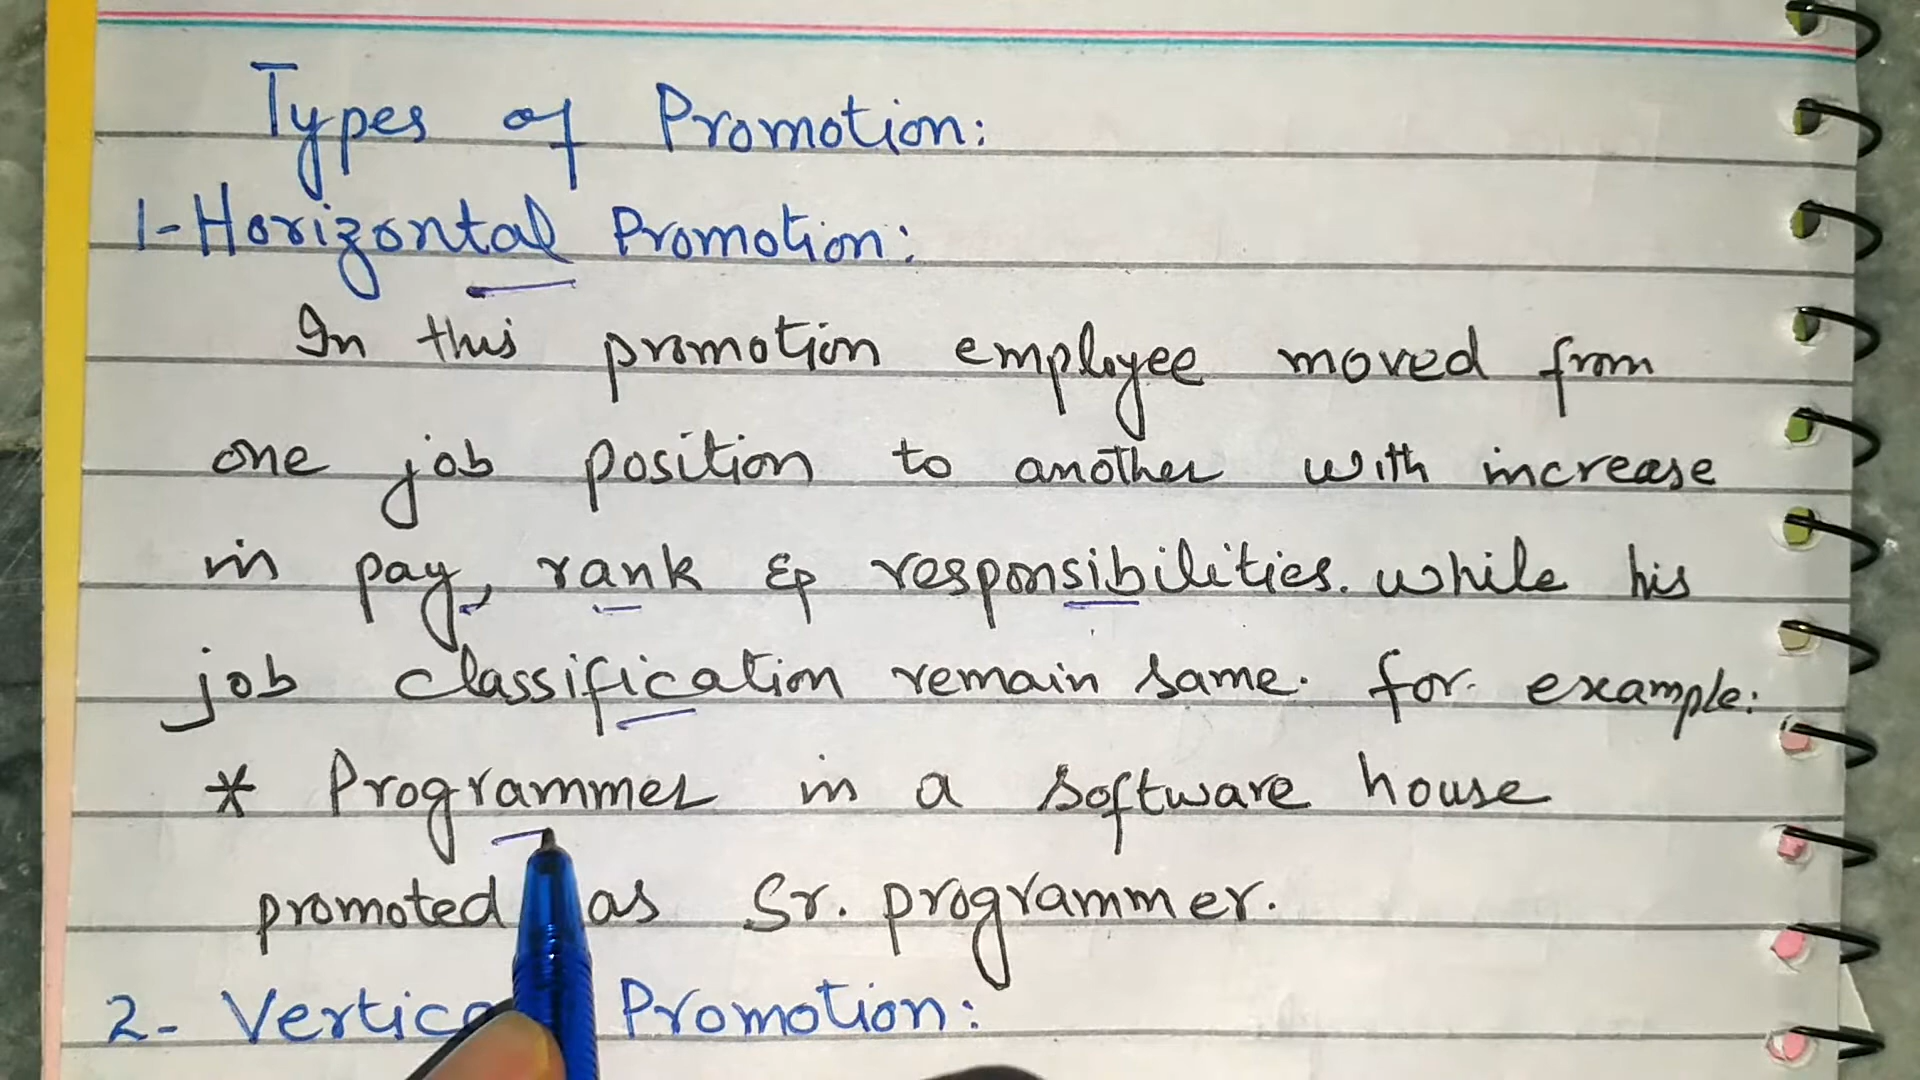 Types of Promotion:
1-Horizontal Promotion:
In this promotion employee moved from
one job position to another with increase
in pay, rank & responsibilities. while his
job classification remain same. for example:
* Programmer in a software house
promoted as Sr. programmer.
2- Promotion: